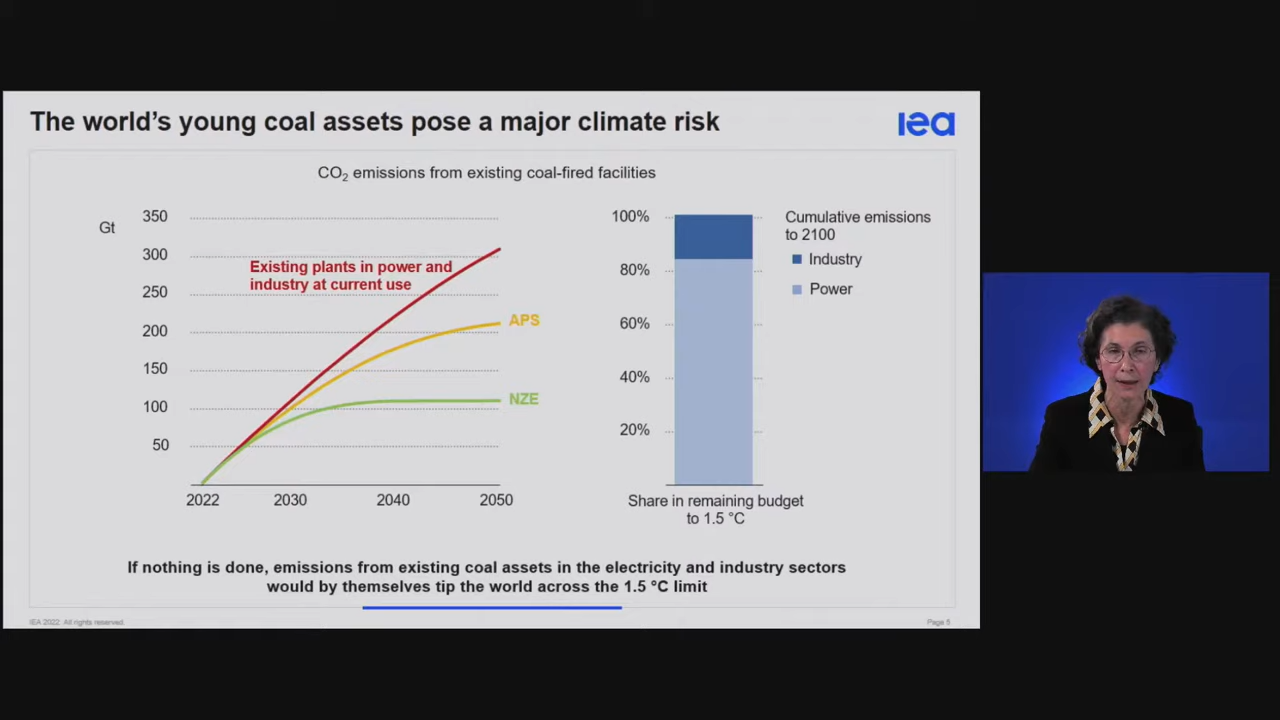 The world's young coal assets pose a major climate risk
iea
CO₂ emissions from existing coal-fired facilities
Gt
350
300
250
200
150
100
50
Existing plants in power and
industry at current use
APS
NZE
2022
2030
2040
2050
100%
80%
60%
40%
20%
Share in remaining budget
to 1.5 °C
Cumulative emissions
to 2100
Industry
Power
If nothing is done, emissions from existing coal assets in the electricity and industry sectors
would by themselves tip the world across the 1.5 °C limit
IEA 2022. All rights reserved.
Page 5